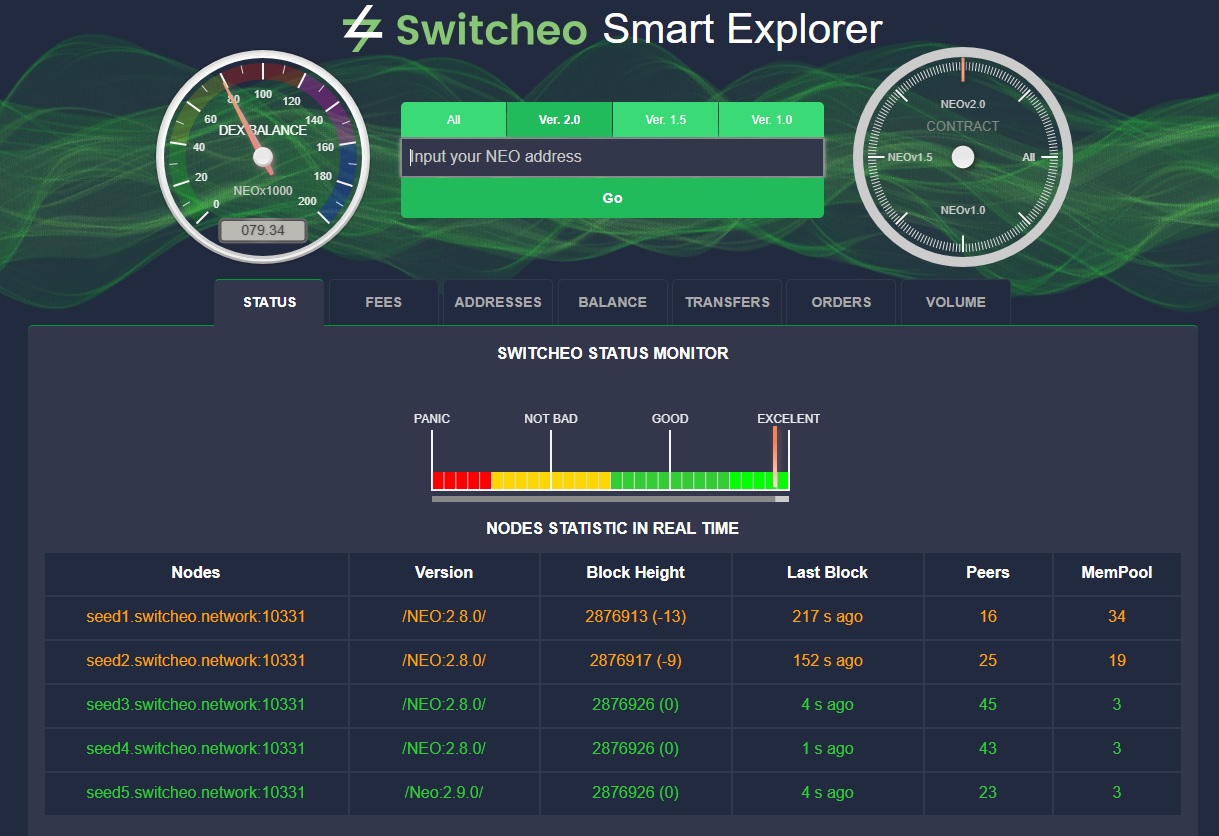 Switcheo Smart Explorer
0
20
40
60
80
100
120
140
160
180
200
DEX BALANCE
NEOx1000
079.34
All Ver. 2.0 Ver. 1.5 Ver. 1.0
Input your NEO address
Go
NEOv2.0
CONTRACT
NEOv1.5 All
NEOv1.0
STATUS FEES ADDRESSES BALANCE TRANSFERS ORDERS VOLUME
SWITCHEO STATUS MONITOR
PANIC NOT BAD GOOD EXCELENT
NODES STATISTIC IN REAL TIME
Nodes Version Block Height Last Block Peers MemPool
seed1.switcheo.network:10331 /NEO:2.8.0/ 2876913 (-13) 217 s ago 16 34
seed2.switcheo.network:10331 /NEO:2.8.0/ 2876917 (-9) 152 s ago 25 19
seed3.switcheo.network:10331 /NEO:2.8.0/ 2876926 (0) 4 s ago 45 3
seed4.switcheo.network:10331 /NEO:2.8.0/ 2876926 (0) 1 s ago 43 3
seed5.switcheo.network:10331 /Neo:2.9.0/ 2876926 (0) 4 s ago 23 3